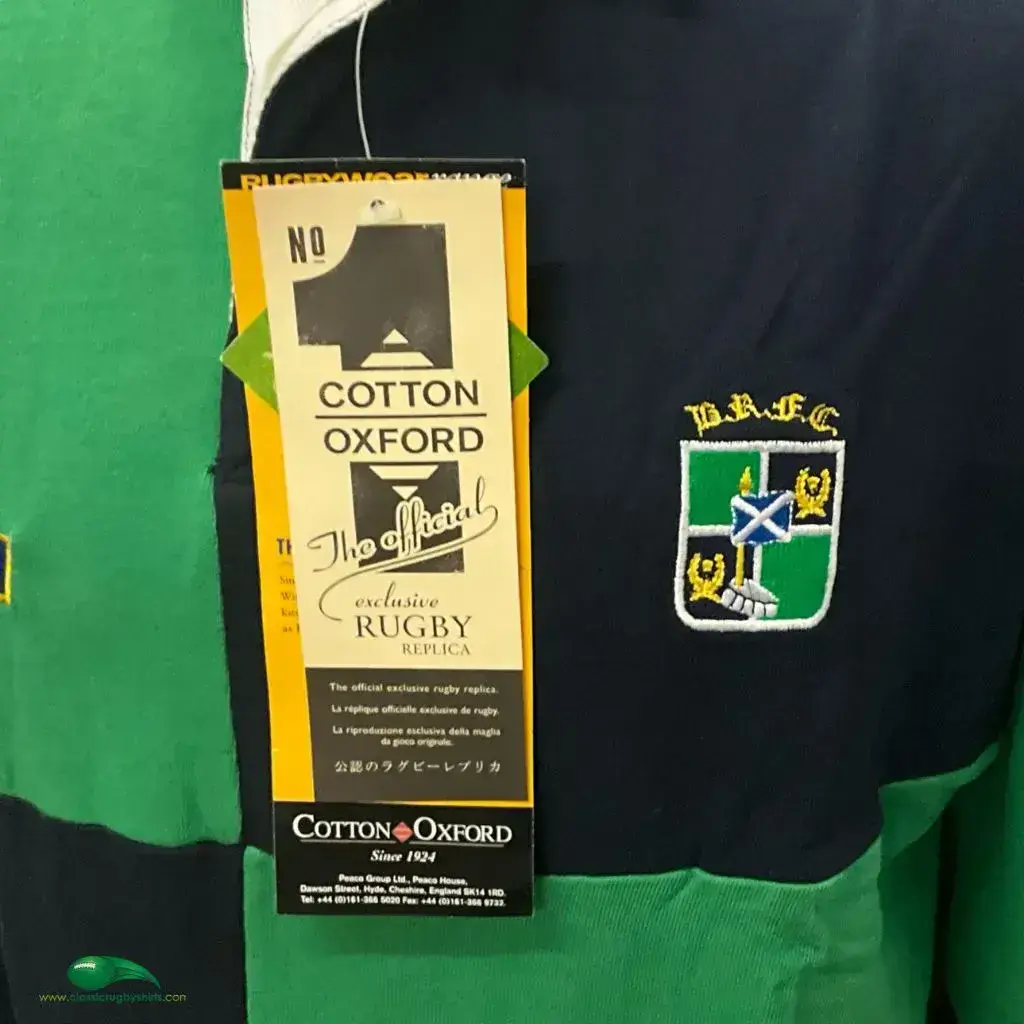 RUGBYWEAR range
NO
1
COTTON
OXFORD
The official
exclusive
RUGBY
REPLICA
The official exclusive rugby replica.
La réplique officielle exclusive de rugby.
La riproduzione esclusiva della maglia
da gioco originale.
公認のラグビーレプリカ
COTTON OXFORD
Since 1924
Peaco Group Ltd., Peaco House,
Dawson Street, Hyde, Cheshire, England SK14 1RD.
Tel: +44 (0)161-366 5020 Fax: +44 (0)161-366 9733.
B.R.F.C.
www.classicrugbyshirts.com